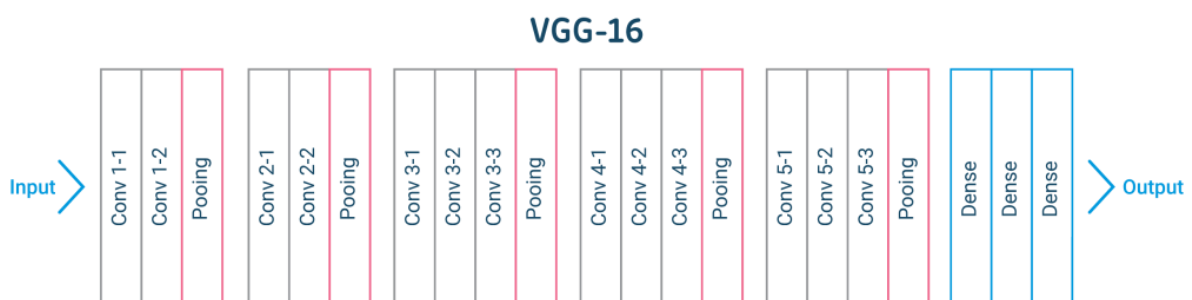 VGG-16
Input
Conv 1-1
Conv 1-2
Pooing
Conv 2-1
Conv 2-2
Pooing
Conv 3-1
Conv 3-2
Conv 3-3
Pooing
Conv 4-1
Conv 4-2
Conv 4-3
Pooing
Conv 5-1
Conv 5-2
Conv 5-3
Pooing
Dense
Dense
Dense
Output